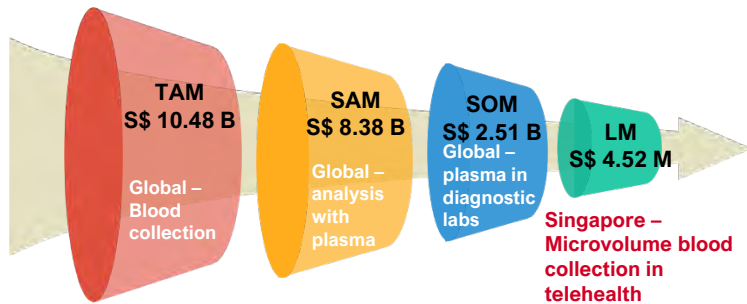 TAM
S$ 10.48 B
Global –
Blood
collection
SAM
S$ 8.38 B
Global –
analysis
with
plasma
SOM
S$ 2.51 B
Global –
plasma in
diagnostic
labs
LM
S$ 4.52 M
Singapore –
Microvolume blood
collection in
telehealth